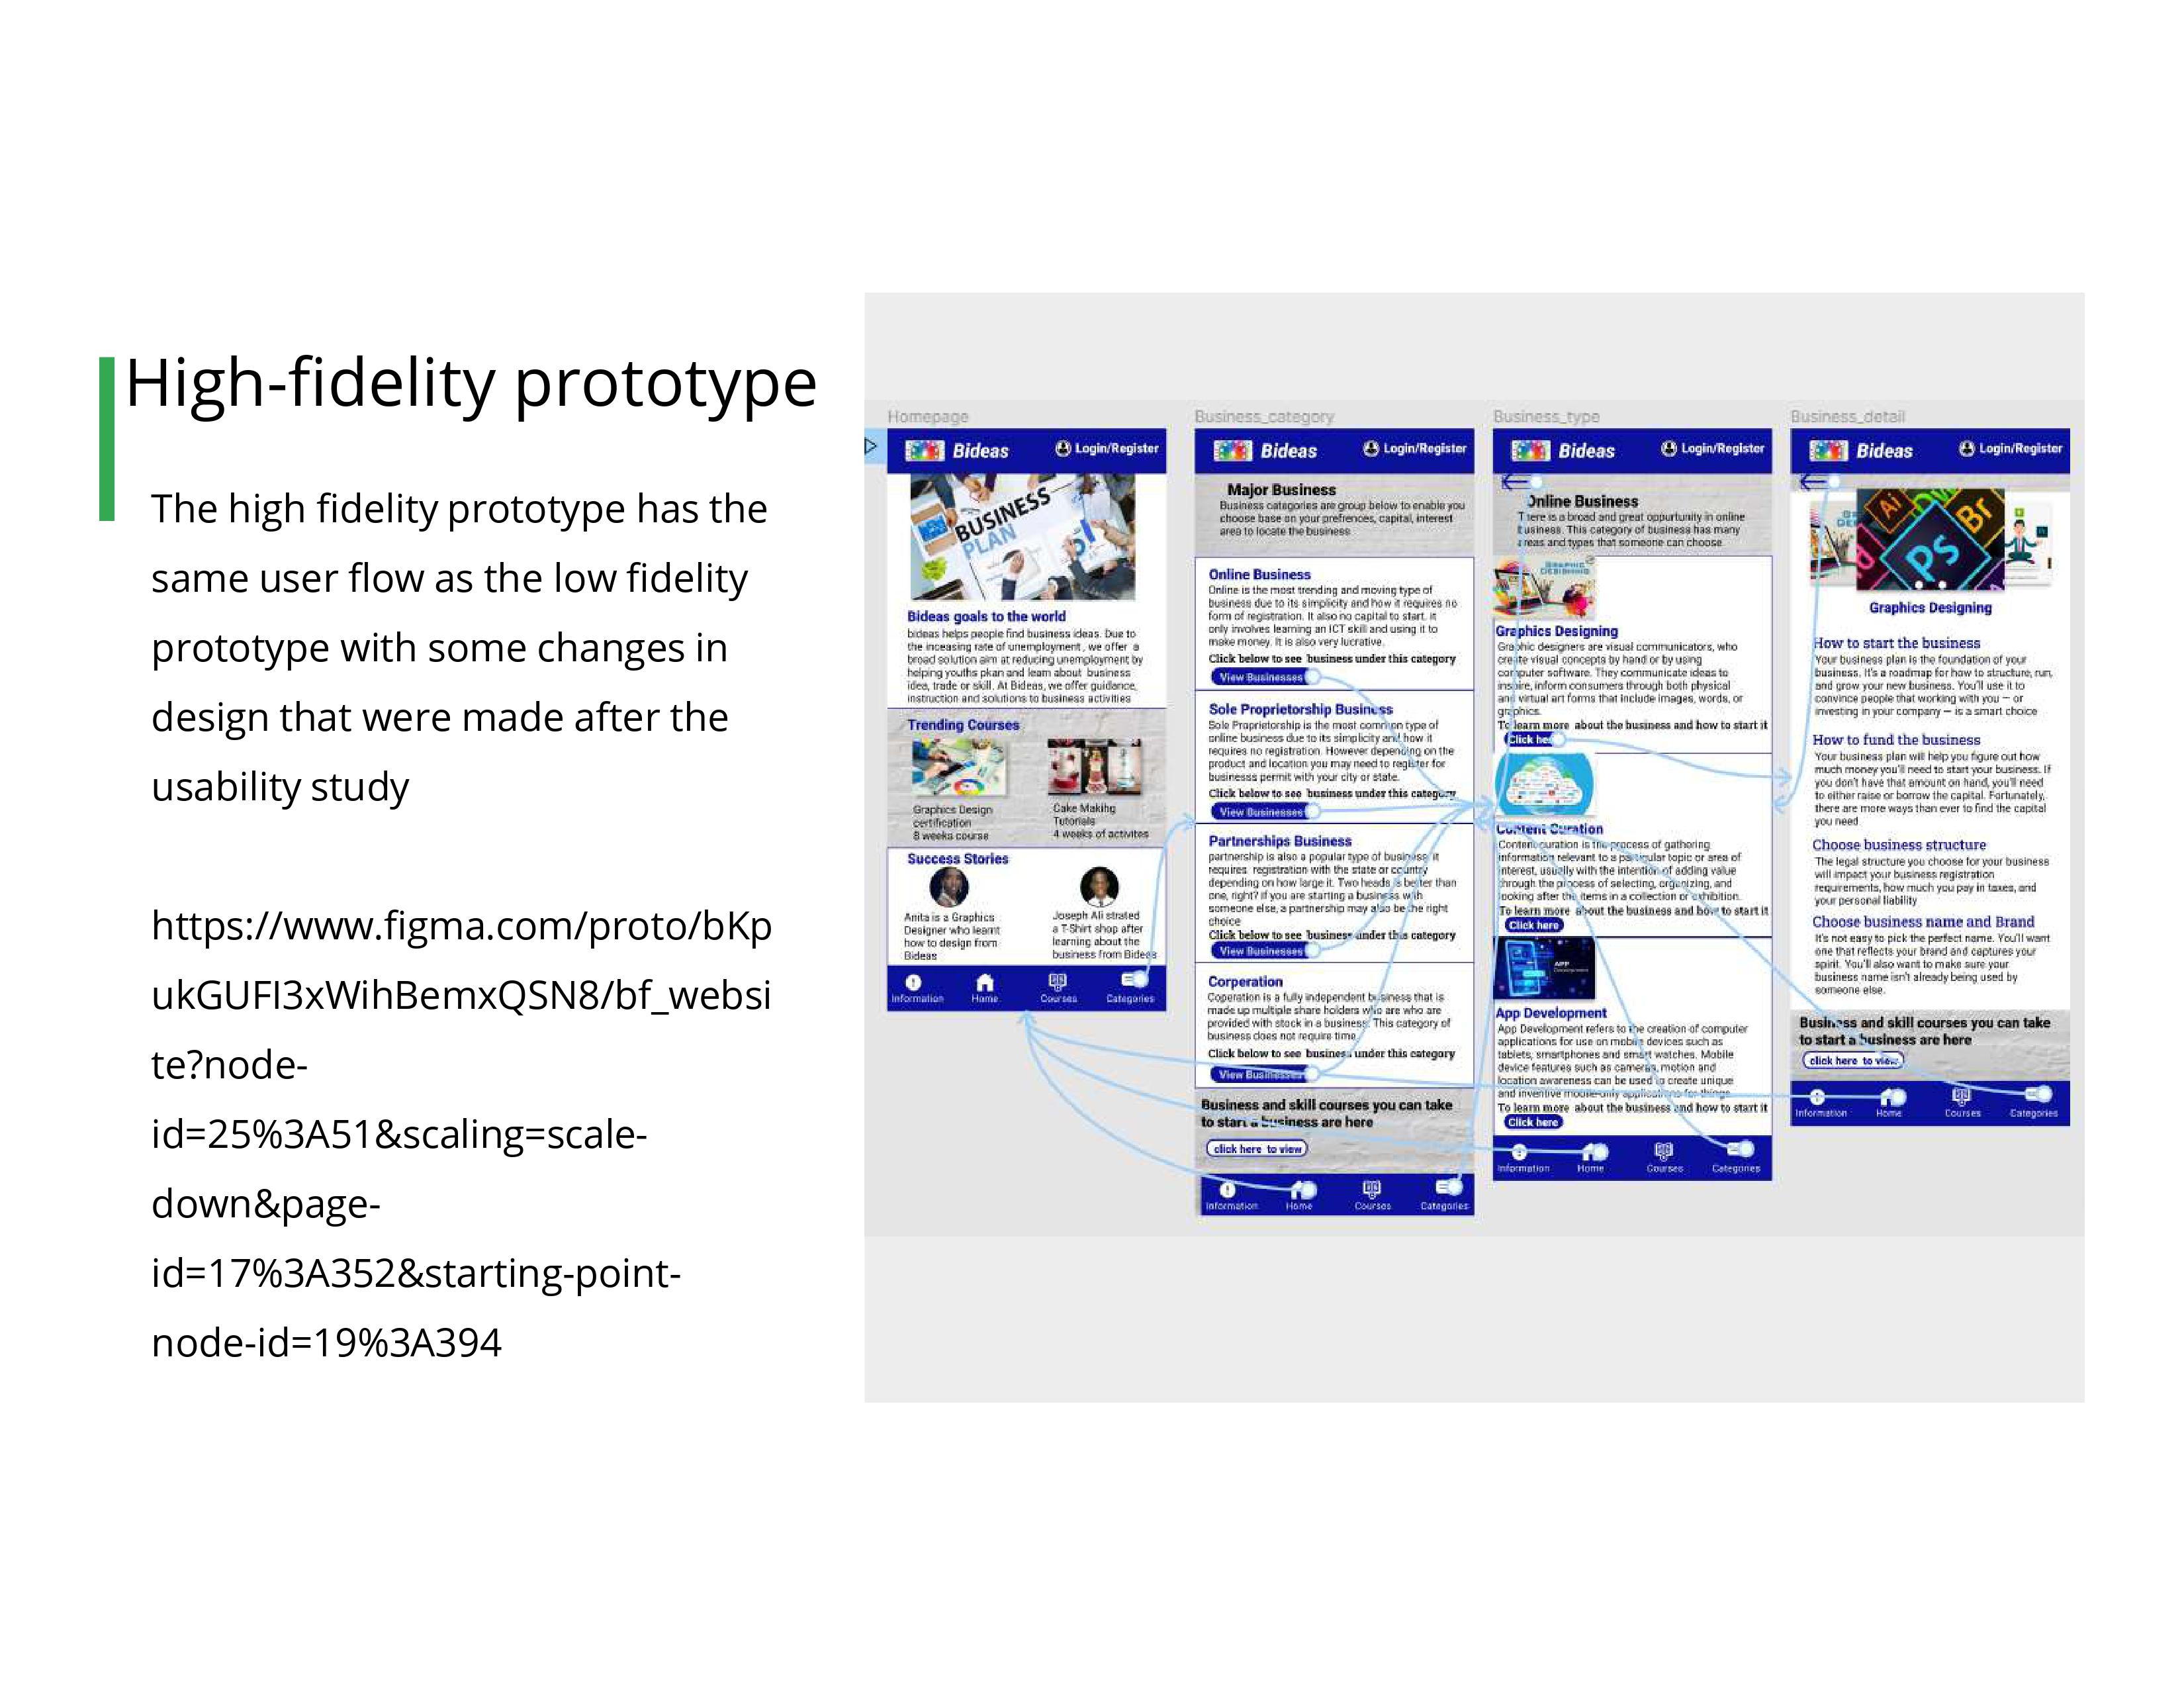 High-fidelity prototype
The high fidelity prototype has the
same user flow as the low fidelity
prototype with some changes in
design that were made after the
usability study
https://www.figma.com/proto/bKp
ukGUFI3xWihBemxQSN8/bf_websi
te?node-
id=25%3A51&scaling=scale-
down&page-
id=17%3A352&starting-point-
node-id=19%3A394
Homepage
Bideas
Login/Register
BUSINESS
PLAN
Bideas goals to the world
bideas helps people find business ideas. Due to
the inceasing rate of unemployment , we offer a
broad solution aim at reducing unemployment by
helping youths plan and learn about business
idea, trade or skill. At Bideas, we offer guidance,
instruction and solutions to business activities
Trending Courses
Graphics Design
certification
8 weeks course
Cake Making
Tutorials
4 weeks of activites
Success Stories
Anita is a Graphics
Designer who learnt
how to design from
Bideas
Joseph Ali strated
a T-Shirt shop after
learning about the
business from Bideas
Information
Home
Courses
Categories
Business_category
Bideas
Login/Register
Major Business
Business categories are group below to enable you
choose base on your prefrences, capital, interest
area to locate the business
Online Business
Online is the most trending and moving type of
business due to its simplicity and how it requires no
form of registration. It also no capital to start. it
only involves learning an ICT skill and using it to
make money. It is also very lucrative.
Click below to see business under this category
View Businesses
Sole Proprietorship Business
Sole Proprietorship is the most common type of
online business due to its simplicity and how it
requires no registration. However depending on the
product and location you may need to register for
businesss permit with your city or state.
Click below to see business under this category
View Businesses
Partnerships Business
partnership is also a popular type of business it
requires registration with the state or country
depending on how large it. Two heads is better than
one, right? if you are starting a business with
someone else, a partnership may also be the right
choice
Click below to see business under this category
View Businesses
Corperation
Coperation is a fully independent business that is
made up multiple share holders who are who are
provided with stock in a business. This category of
business does not require time
Click below to see business under this category
View Businesses
Business and skill courses you can take
to start a business are here
click here to view
Information
Home
Courses
Categories
Business_type
Bideas
Login/Register
Online Business
There is a broad and great oppurtunity in online
business. This category of business has many
areas and types that someone can choose
GRAPHIC
DESIGNING
Graphics Designing
Graphic designers are visual communicators, who
create visual concepts by hand or by using
computer software. They communicate ideas to
inspire, inform consumers through both physical
and virtual art forms that include images, words, or
graphics.
To learn more about the business and how to start it
Click here
Content Curation
Content curation is the process of gathering
information relevant to a particular topic or area of
interest, usually with the intention of adding value
through the process of selecting, organizing, and
looking after the items in a collection or exhibition.
To learn more about the business and how to start it
Click here
APP
Development
App Development
App Development refers to the creation of computer
applications for use on mobile devices such as
tablets, smartphones and smart watches. Mobile
device features such as cameras, motion and
location awareness can be used to create unique
and inventive mobile-only applications for things
To learn more about the business and how to start it
Click here
Information
Home
Courses
Categories
Business_detail
Bideas
Login/Register
Ai
Br
Ps
Graphics Designing
How to start the business
Your business plan is the foundation of your
business. It's a roadmap for how to structure, run,
and grow your new business. You'll use it to
convince people that working with you — or
investing in your company — is a smart choice
How to fund the business
Your business plan will help you figure out how
much money you'll need to start your business. If
you don't have that amount on hand, you'll need
to either raise or borrow the capital. Fortunately,
there are more ways than ever to find the capital
you need
Choose business structure
The legal structure you choose for your business
will impact your business registration
requirements, how much you pay in taxes, and
your personal liability
Choose business name and Brand
It's not easy to pick the perfect name. You'll want
one that reflects your brand and captures your
spirit. You'll also want to make sure your
business name isn't already being used by
someone else.
Business and skill courses you can take
to start a business are here
click here to view
Information
Home
Courses
Categories